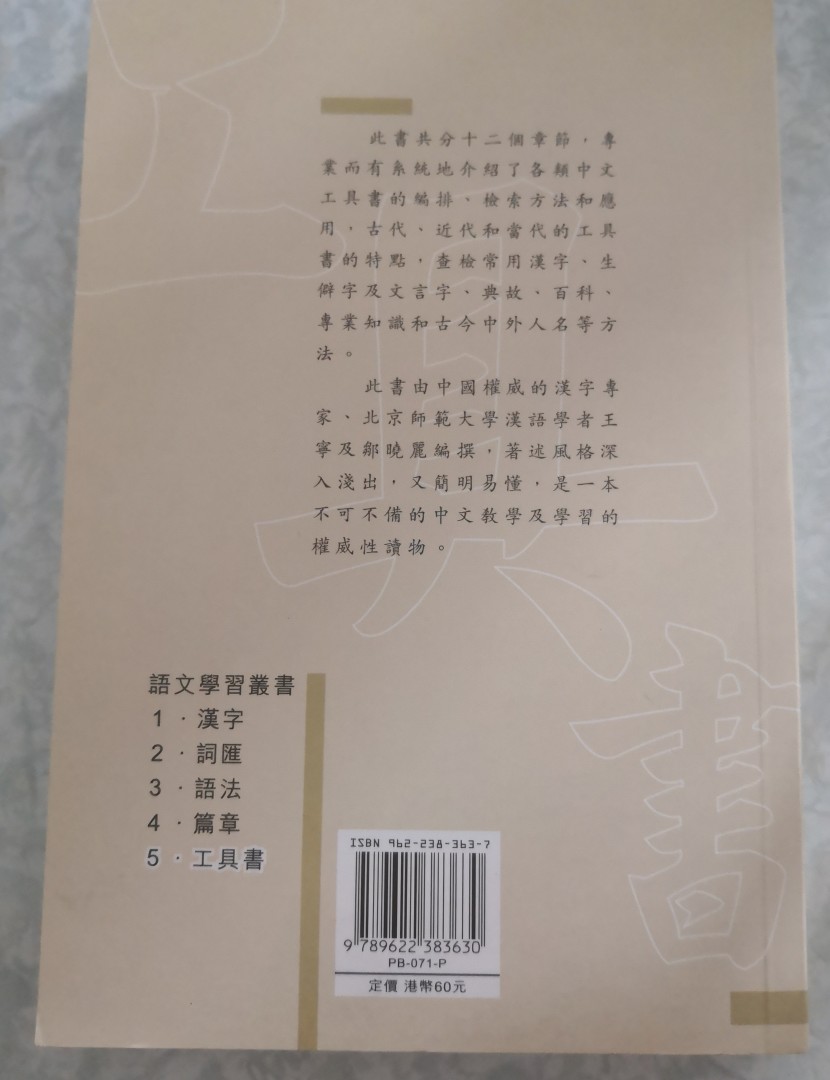 此書共分十二個章節，專
業而有系統地介紹了各類中文
工具書的編排、檢索方法和應
用，古代、近代和當代的工具
書的特點，查檢常用漢字、生
僻字及文言字、典故、百科、
專業知識和古今中外人名等方
法。
此書由中國權威的漢字專
家、北京師範大學漢語學者王
寧及鄒曉麗編撰，著述風格深
入淺出，又簡明易懂，是一本
不可不備的中文教學及學習的
權威性讀物。
工具書
語文學習叢書
1．漢字
2．詞匯
3．語法
4．篇章
5．工具書
ISBN 962-238-363-7
9 789622 383630
PB-071-P
定價 港幣60元